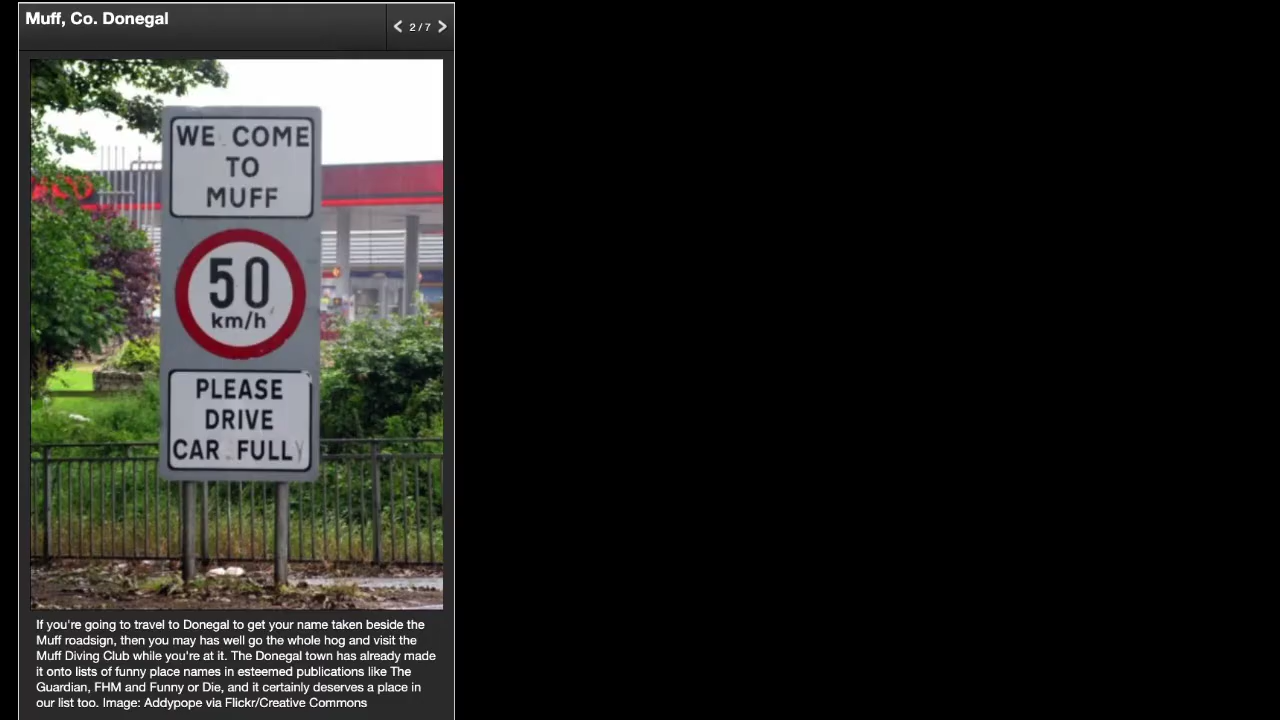 Muff, Co. Donegal
2 / 7
WE COME
TO
MUFF
50
km/h
PLEASE
DRIVE
CAR FULLY
If you're going to travel to Donegal to get your name taken beside the
Muff roadsign, then you may has well go the whole hog and visit the
Muff Diving Club while you're at it. The Donegal town has already made
it onto lists of funny place names in esteemed publications like The
Guardian, FHM and Funny or Die, and it certainly deserves a place in
our list too. Image: Addypope via Flickr/Creative Commons